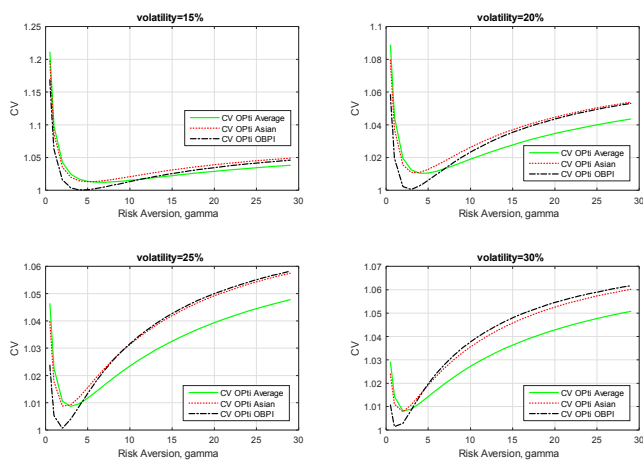 volatility=15%
1.25
1.2
1.15
1.1
1.05
1
CV
0 5 10 15 20 25 30
Risk Aversion, gamma
CV OPti Average
CV OPti Asian
CV OPti OBPI
volatility=20%
1.1
1.08
1.06
1.04
1.02
1
CV
0 5 10 15 20 25 30
Risk Aversion, gamma
CV OPti Average
CV OPti Asian
CV OPti OBPI
volatility=25%
1.06
1.05
1.04
1.03
1.02
1.01
1
CV
0 5 10 15 20 25 30
Risk Aversion, gamma
CV OPti Average
CV OPti Asian
CV OPti OBPI
volatility=30%
1.07
1.06
1.05
1.04
1.03
1.02
1.01
1
CV
0 5 10 15 20 25 30
Risk Aversion, gamma
CV OPti Average
CV OPti Asian
CV OPti OBPI